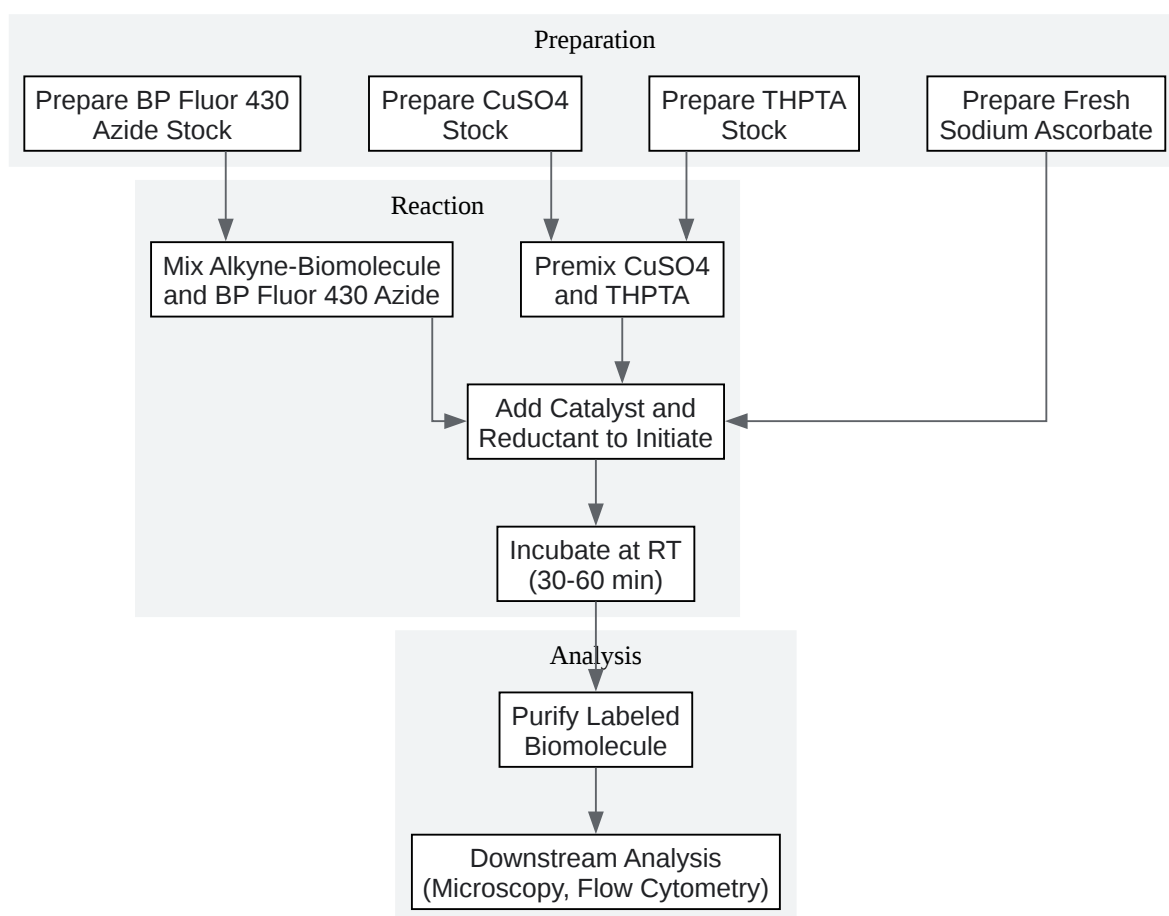 Preparation
Prepare BP Fluor 430
Azide Stock
Prepare CuSO4
Stock
Prepare THPTA
Stock
Prepare Fresh
Sodium Ascorbate
Reaction
Mix Alkyne-Biomolecule
and BP Fluor 430 Azide
Premix CuSO4
and THPTA
Add Catalyst and
Reductant to Initiate
Incubate at RT
(30-60 min)
Analysis
Purify Labeled
Biomolecule
Downstream Analysis
(Microscopy, Flow Cytometry)